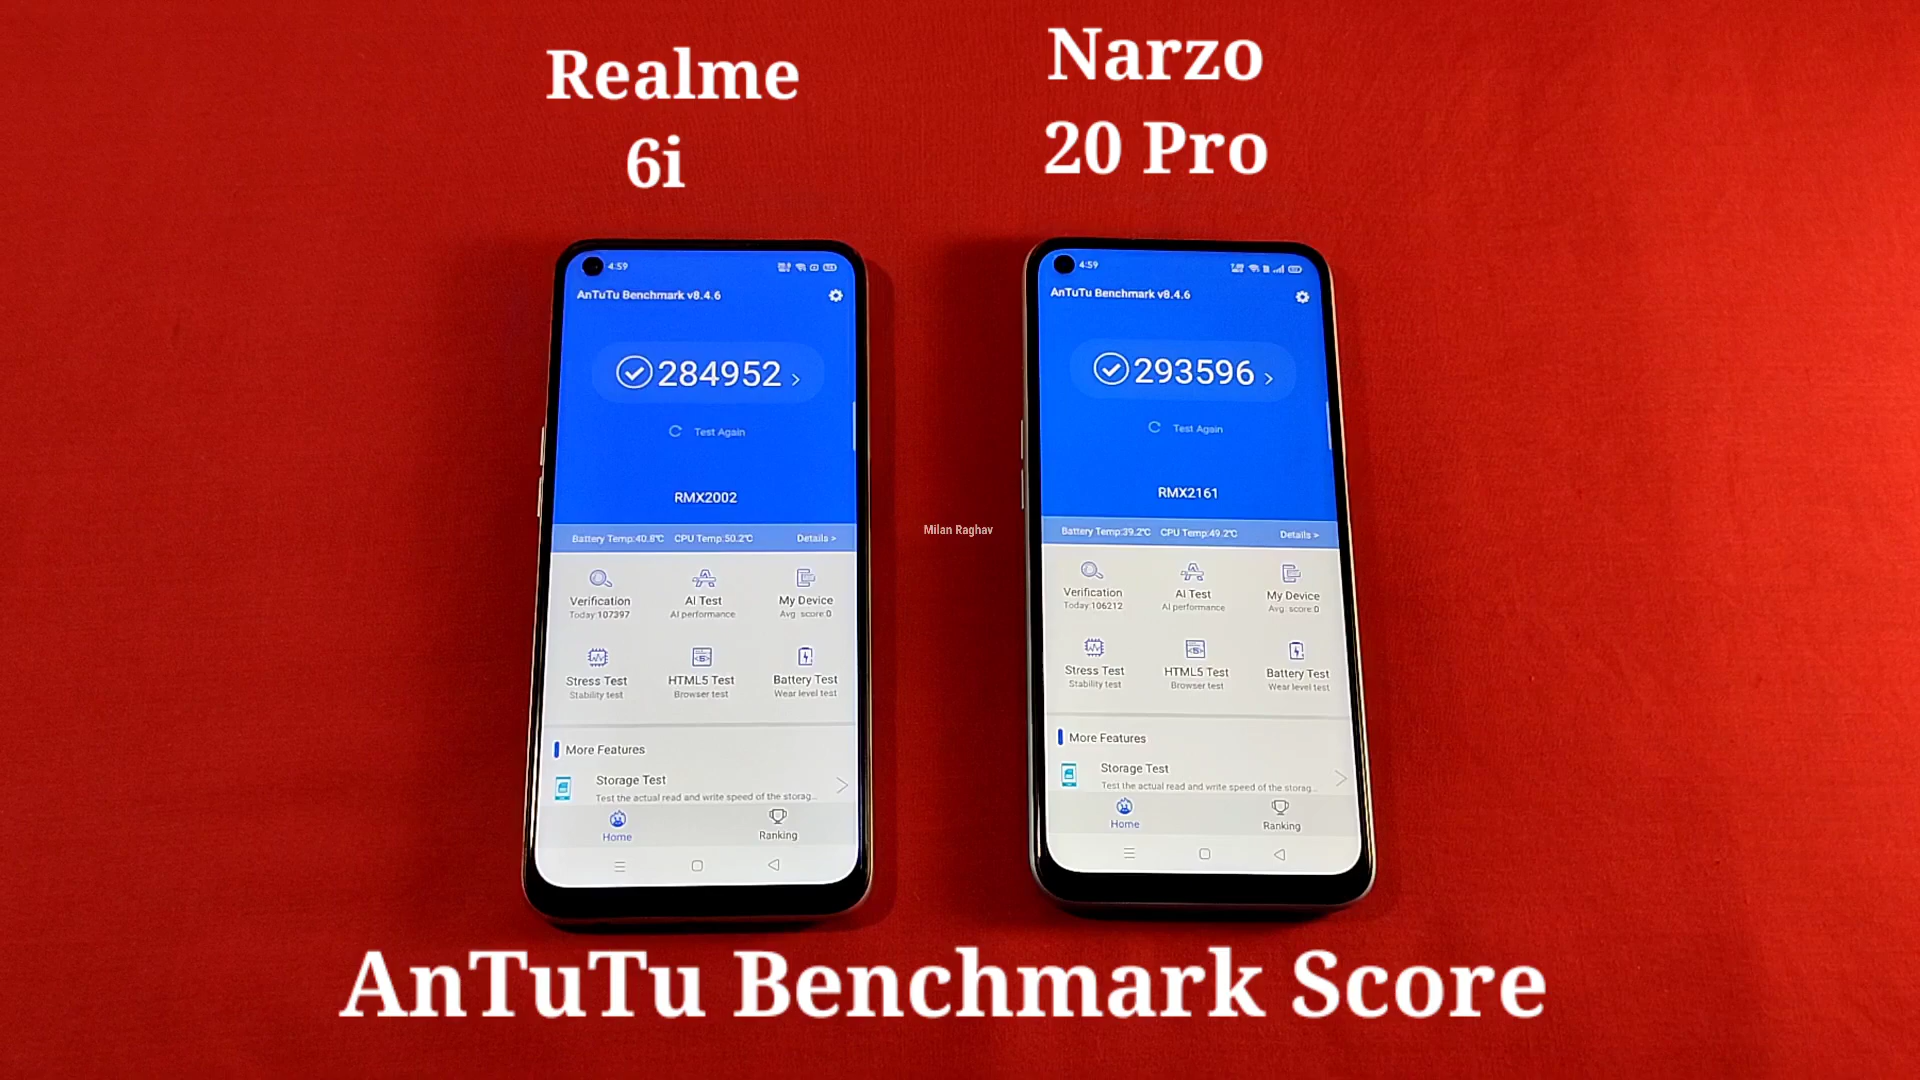 Realme
6i
Narzo
20 Pro
4:59
AnTuTu Benchmark v8.4.6
284952 >
Test Again
RMX2002
Battery Temp:40.8℃ CPU Temp:50.2℃ Details >
Verification
Today:107397
AI Test
AI performance
My Device
Avg. score:0
Stress Test
Stability test
HTML5 Test
Browser test
Battery Test
Wear level test
More Features
Storage Test
Test the actual read and write speed of the storag...
Home
Ranking
Milan Raghav
4:59
AnTuTu Benchmark v8.4.6
293596 >
Test Again
RMX2161
Battery Temp:39.2℃ CPU Temp:49.2℃ Details >
Verification
Today:106212
AI Test
AI performance
My Device
Avg. score:0
Stress Test
Stability test
HTML5 Test
Browser test
Battery Test
Wear level test
More Features
Storage Test
Test the actual read and write speed of the storag...
Home
Ranking
AnTuTu Benchmark Score